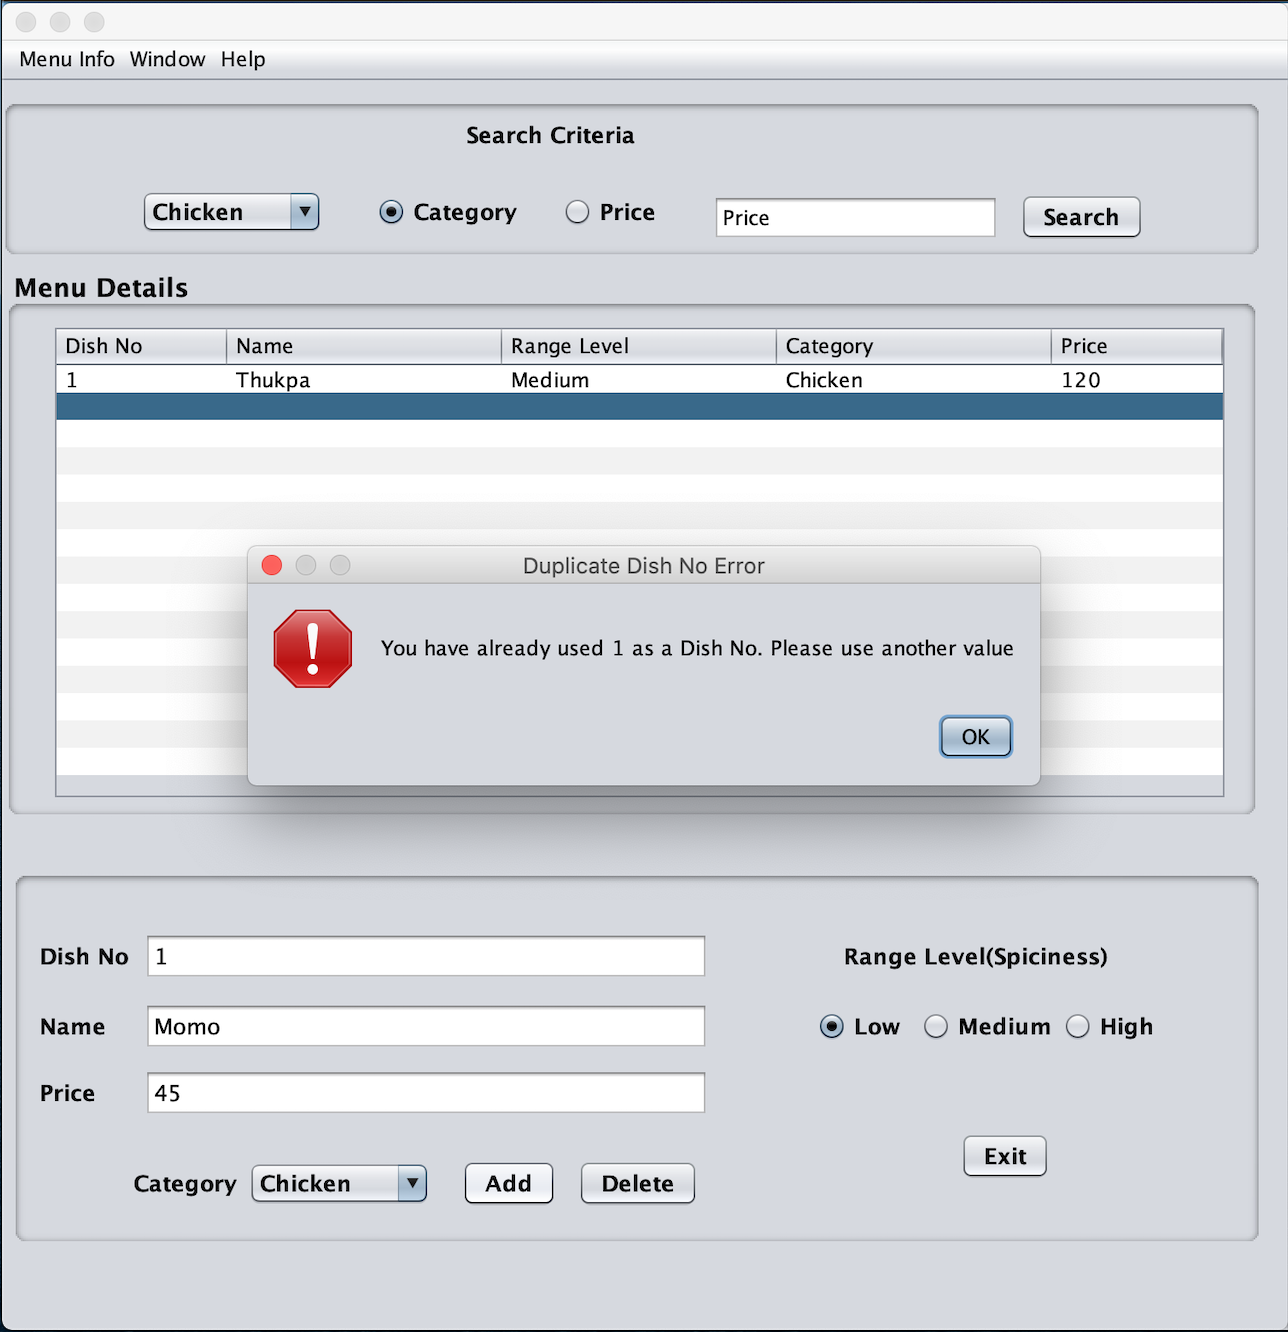 Menu Info Window Help
Search Criteria
Chicken Category Price Price Search
Menu Details
Dish No Name Range Level Category Price
1 Thukpa Medium Chicken 120
Duplicate Dish No Error
You have already used 1 as a Dish No. Please use another value
OK
Dish No 1 Range Level(Spiciness)
Name Momo Low Medium High
Price 45
Exit
Category Chicken Add Delete